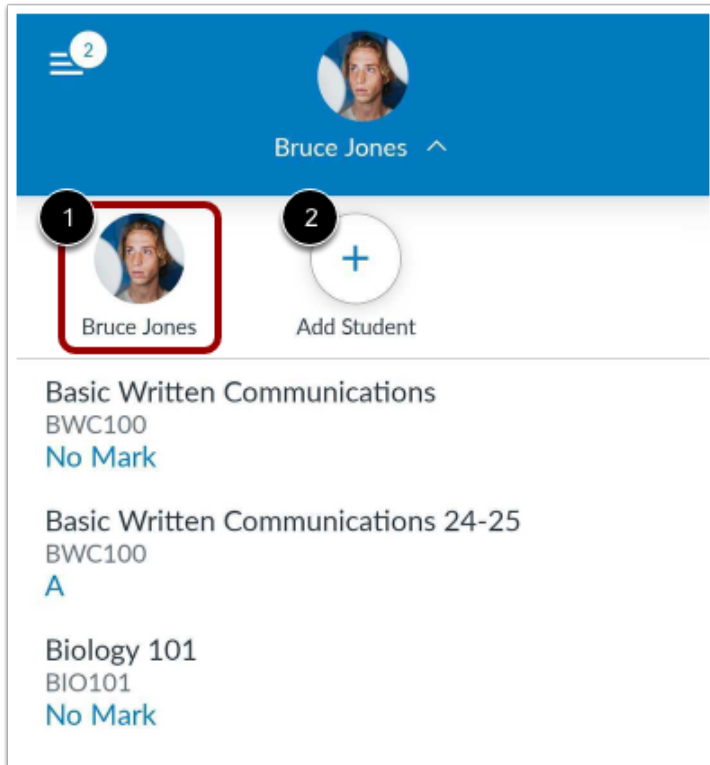 2
Bruce Jones
1
2
Bruce Jones
Add Student
Basic Written Communications
BWC100
No Mark
Basic Written Communications 24-25
BWC100
A
Biology 101
BIO101
No Mark